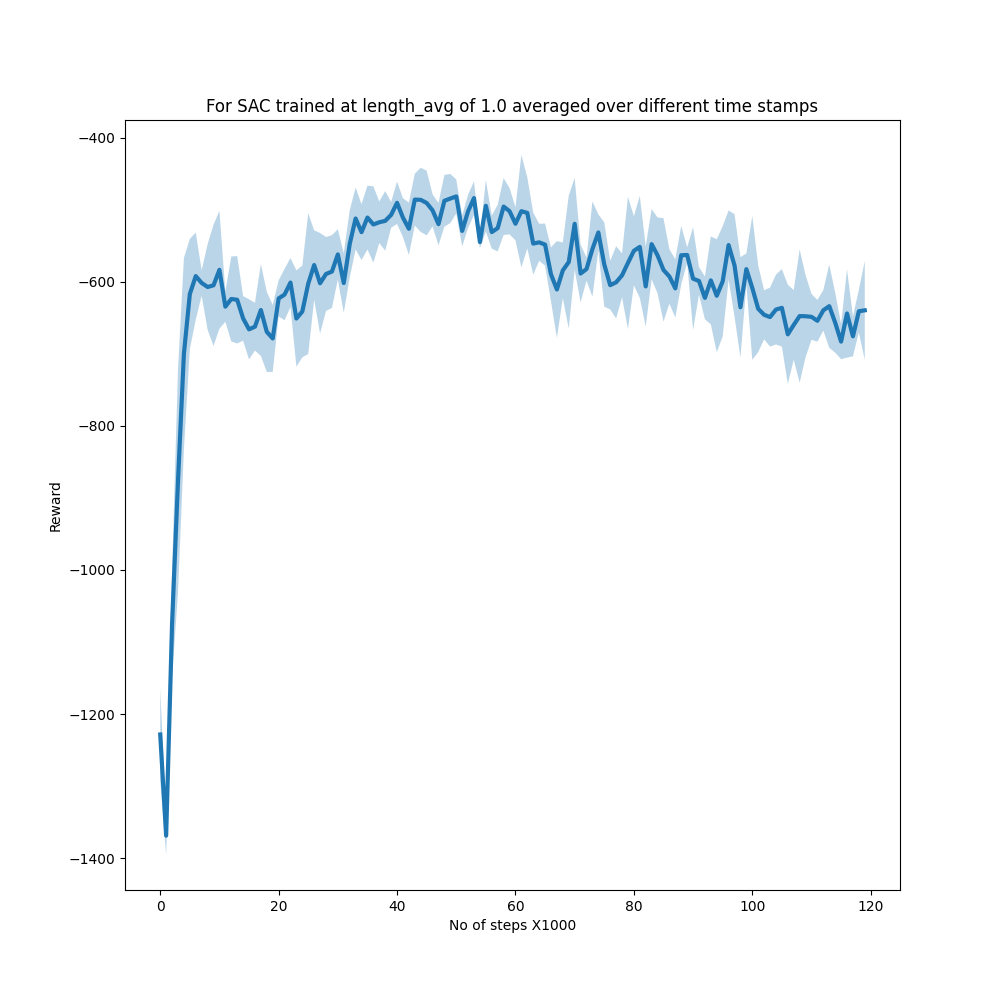 For SAC trained at length_avg of 1.0 averaged over different time stamps
−400
−600
−800
−1000
−1200
−1400
Reward
0 20 40 60 80 100 120
No of steps X1000